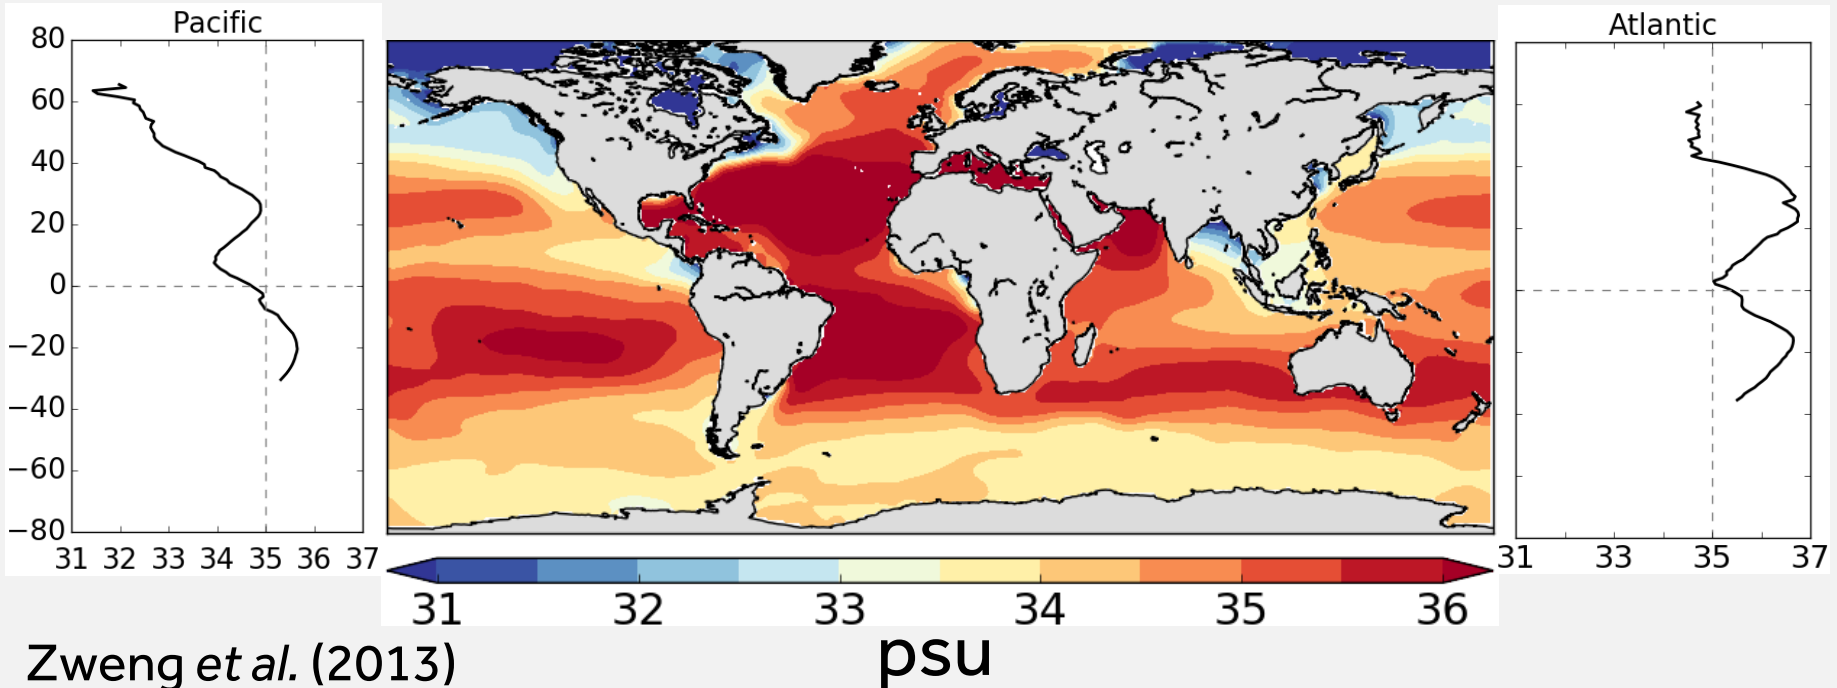 Pacific
Atlantic
80
60
40
20
0
−20
−40
−60
−80
31 32 33 34 35 36 37
31 32 33 34 35 36
31 33 35 37
psu
Zweng et al. (2013)